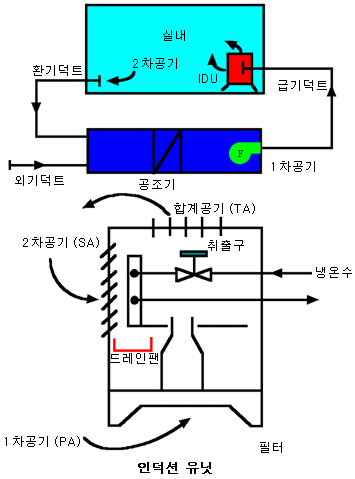 실내
환기덕트
2차공기
IDU
급기덕트
F
외기덕트
공조기
1차공기
합계공기 (TA)
2차공기 (SA)
취출구
냉온수
드레인팬
1차공기 (PA)
필터
인덕션 유닛